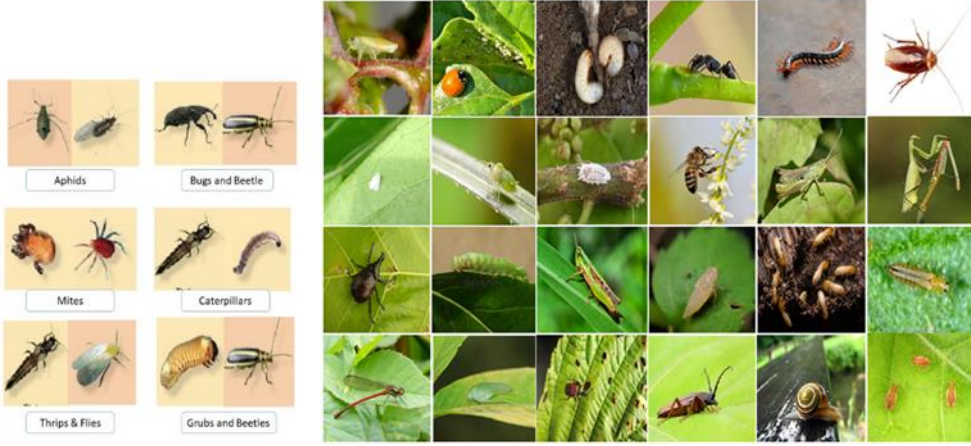 Aphids
Bugs and Beetle
Mites
Caterpillars
Thrips & Flies
Grubs and Beetles